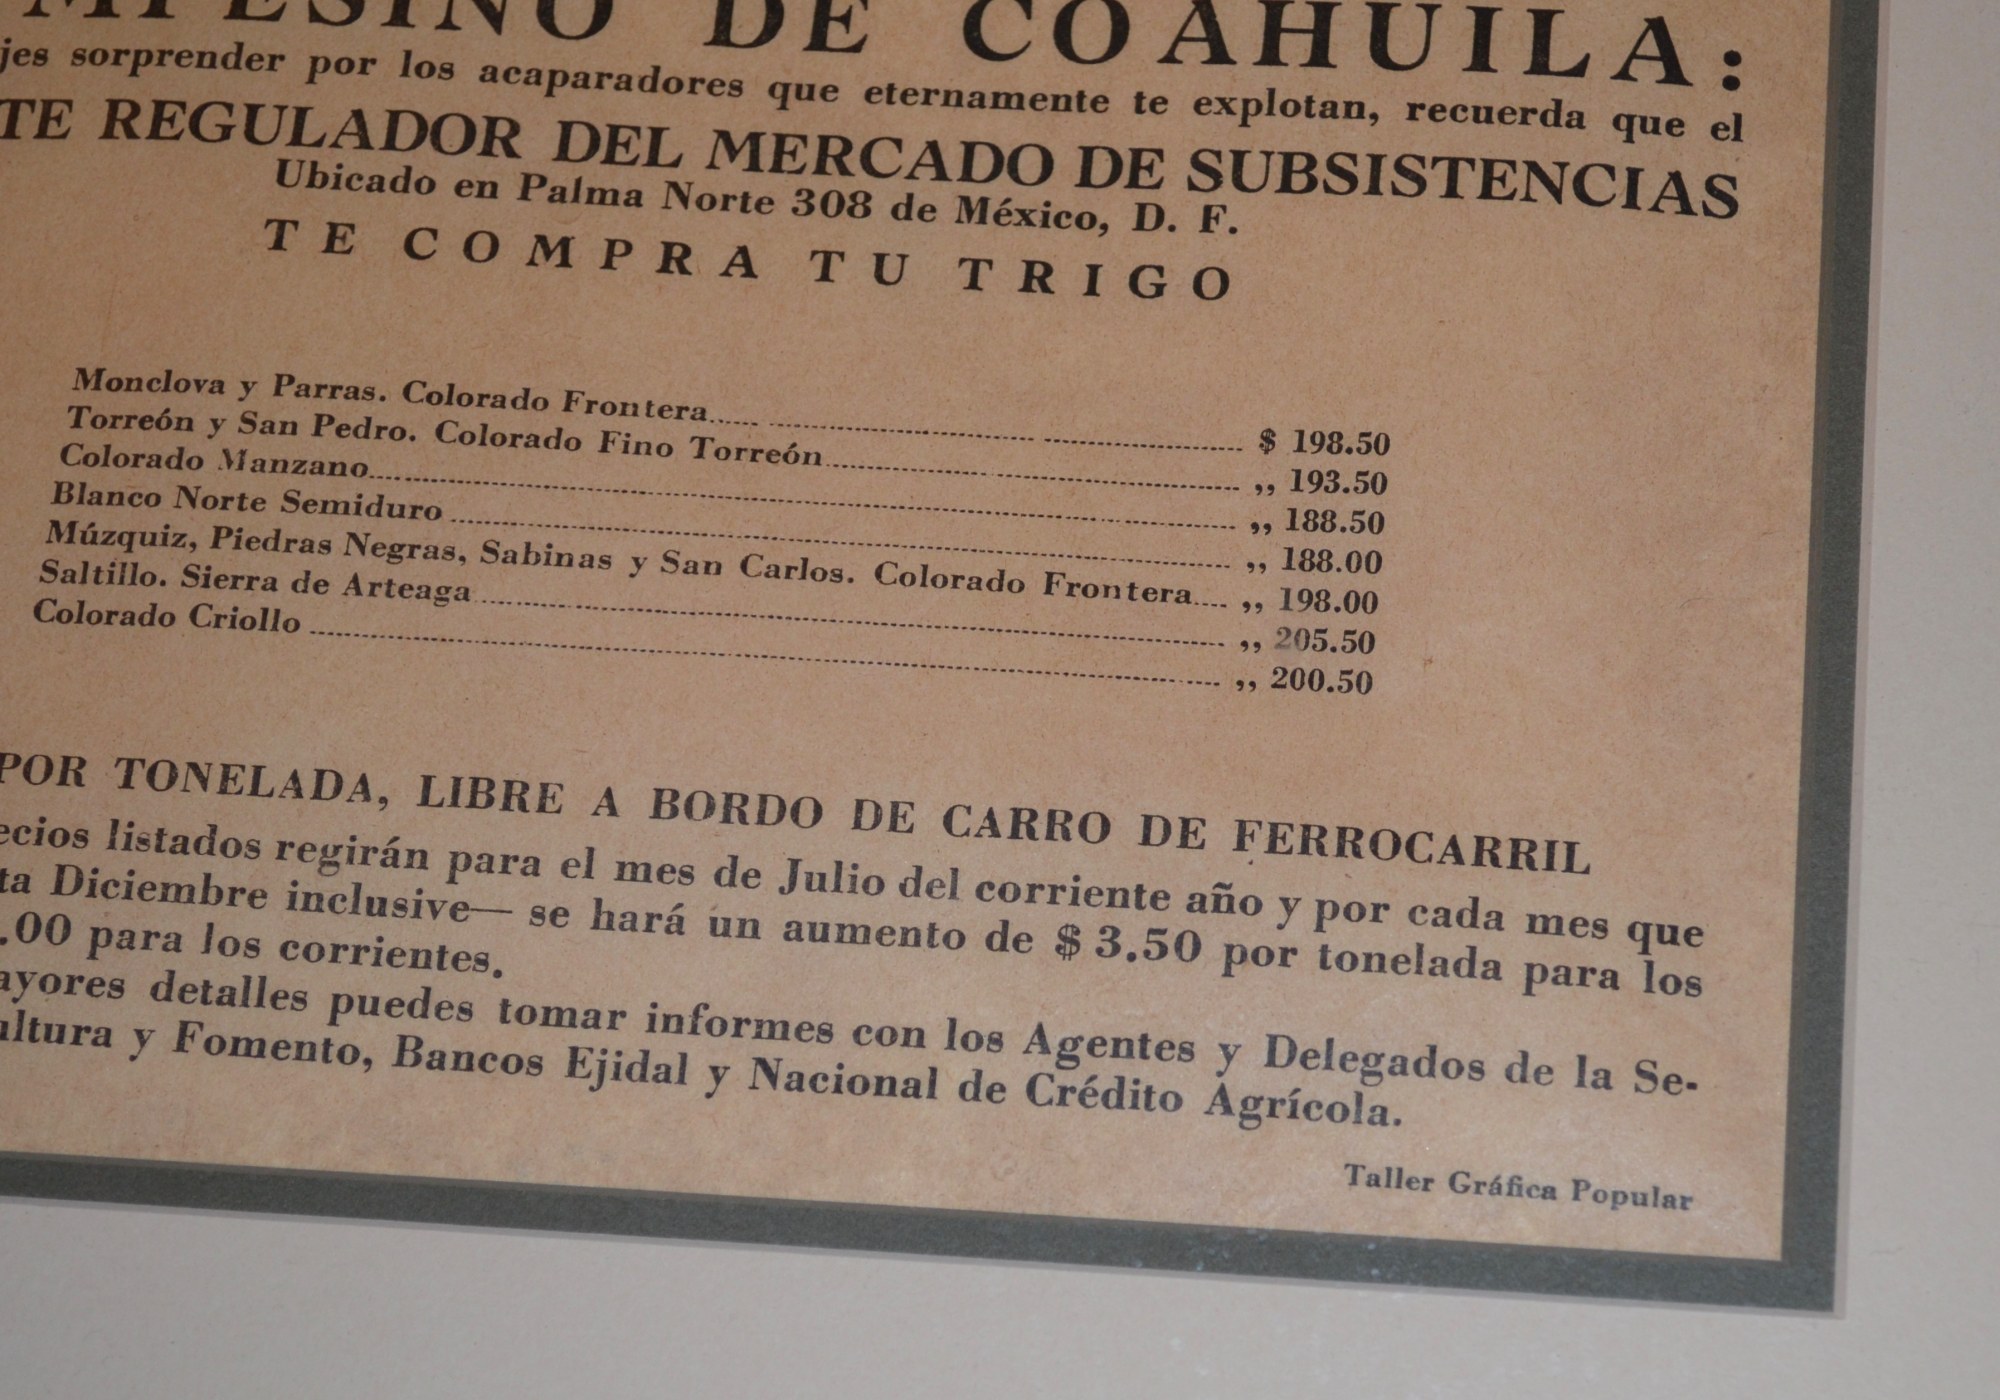 MPESINO DE COAHUILA:
jes sorprender por los acaparadores que eternamente te explotan, recuerda que el
TE REGULADOR DEL MERCADO DE SUBSISTENCIAS
Ubicado en Palma Norte 308 de México, D. F.
TE COMPRA TU TRIGO
Monclova y Parras. Colorado Frontera........ $ 198.50
Torreón y San Pedro. Colorado Fino Torreón........ ,, 193.50
Colorado Manzano........ ,, 188.50
Blanco Norte Semiduro ........ ,, 188.00
Múzquiz, Piedras Negras, Sabinas y San Carlos. Colorado Frontera.... ,, 198.00
Saltillo. Sierra de Arteaga ........ ,, 205.50
Colorado Criollo ........ ,, 200.50
POR TONELADA, LIBRE A BORDO DE CARRO DE FERROCARRIL
ecios listados regirán para el mes de Julio del corriente año y por cada mes que
ta Diciembre inclusive— se hará un aumento de $ 3.50 por tonelada para los
.00 para los corrientes.
ayores detalles puedes tomar informes con los Agentes y Delegados de la Se-
ultura y Fomento, Bancos Ejidal y Nacional de Crédito Agrícola.
Taller Gráfica Popular